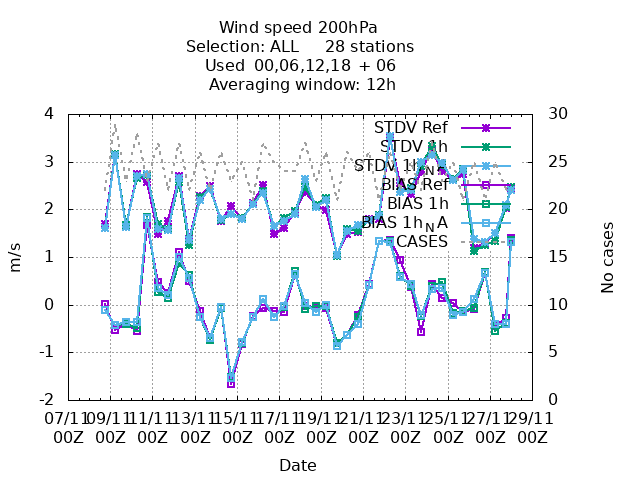 Wind speed 200hPa
Selection: ALL 28 stations
Used 00,06,12,18 + 06
Averaging window: 12h
m/s
4
3
2
1
0
-1
-2
30
25
20
15
10
5
0
No cases
STDV Ref
STDV 1h
STDV 1h_NA
BIAS Ref
BIAS 1h
BIAS 1h_NA
CASES
07/11 09/11 11/11 13/11 15/11 17/11 19/11 21/11 23/11 25/11 27/11 29/11
00Z 00Z 00Z 00Z 00Z 00Z 00Z 00Z 00Z 00Z 00Z 00Z
Date